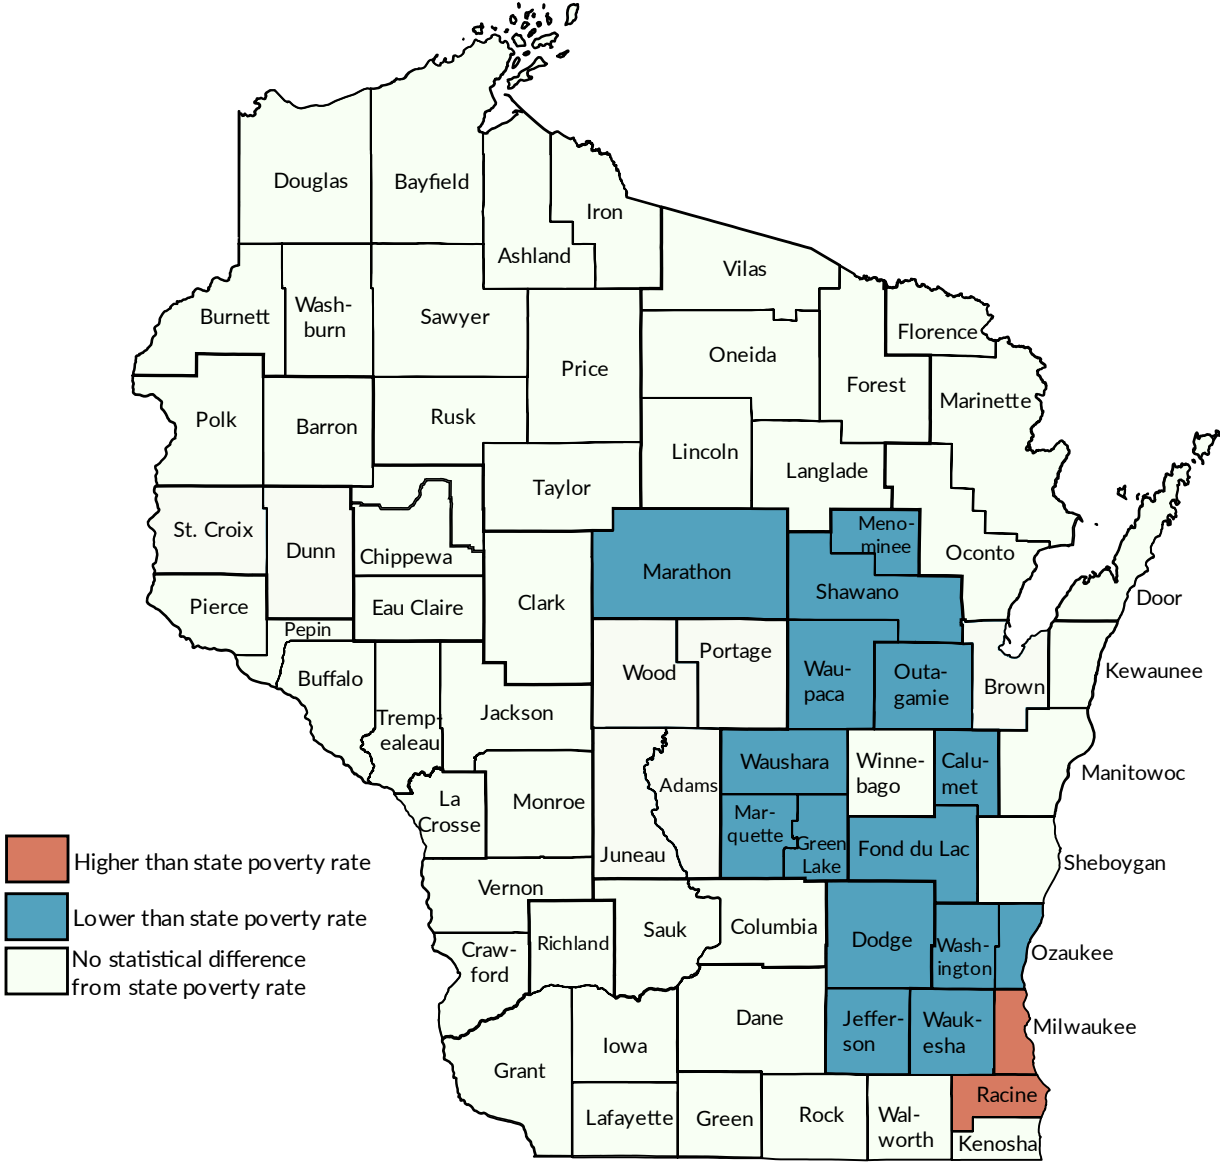 Douglas
Bayfield
Iron
Ashland
Vilas
Burnett
Wash-
burn
Sawyer
Price
Oneida
Florence
Forest
Marinette
Polk
Barron
Rusk
Lincoln
Langlade
Taylor
St. Croix
Dunn
Chippewa
Meno-
minee
Oconto
Marathon
Shawano
Pierce
Eau Claire
Clark
Door
Pepin
Wood
Portage
Wau-
paca
Outa-
gamie
Brown
Kewaunee
Buffalo
Tremp-
ealeau
Jackson
Waushara
Winne-
bago
Calu-
met
Manitowoc
Adams
La
Crosse
Monroe
Mar-
quette
Green
Lake
Fond du Lac
Juneau
Sheboygan
Higher than state poverty rate
Lower than state poverty rate
No statistical difference
from state poverty rate
Vernon
Craw-
ford
Richland
Sauk
Columbia
Dodge
Wash-
ington
Ozaukee
Dane
Jeffer-
son
Wauk-
esha
Milwaukee
Grant
Iowa
Lafayette
Green
Rock
Wal-
worth
Racine
Kenosha